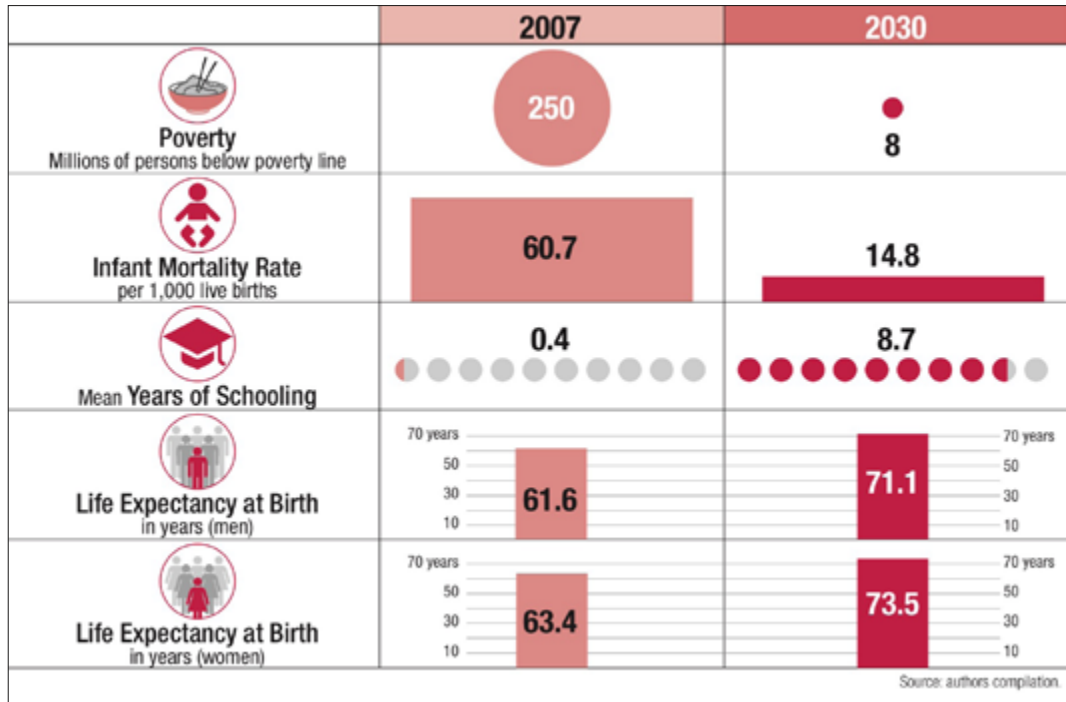 2007
2030
Poverty
Millions of persons below poverty line
250
8
Infant Mortality Rate
per 1,000 live births
60.7
14.8
Mean Years of Schooling
0.4
8.7
Life Expectancy at Birth
in years (men)
70 years
50
30
10
61.6
71.1
70 years
50
30
10
Life Expectancy at Birth
in years (women)
70 years
50
30
10
63.4
73.5
70 years
50
30
10
Source: authors compilation.